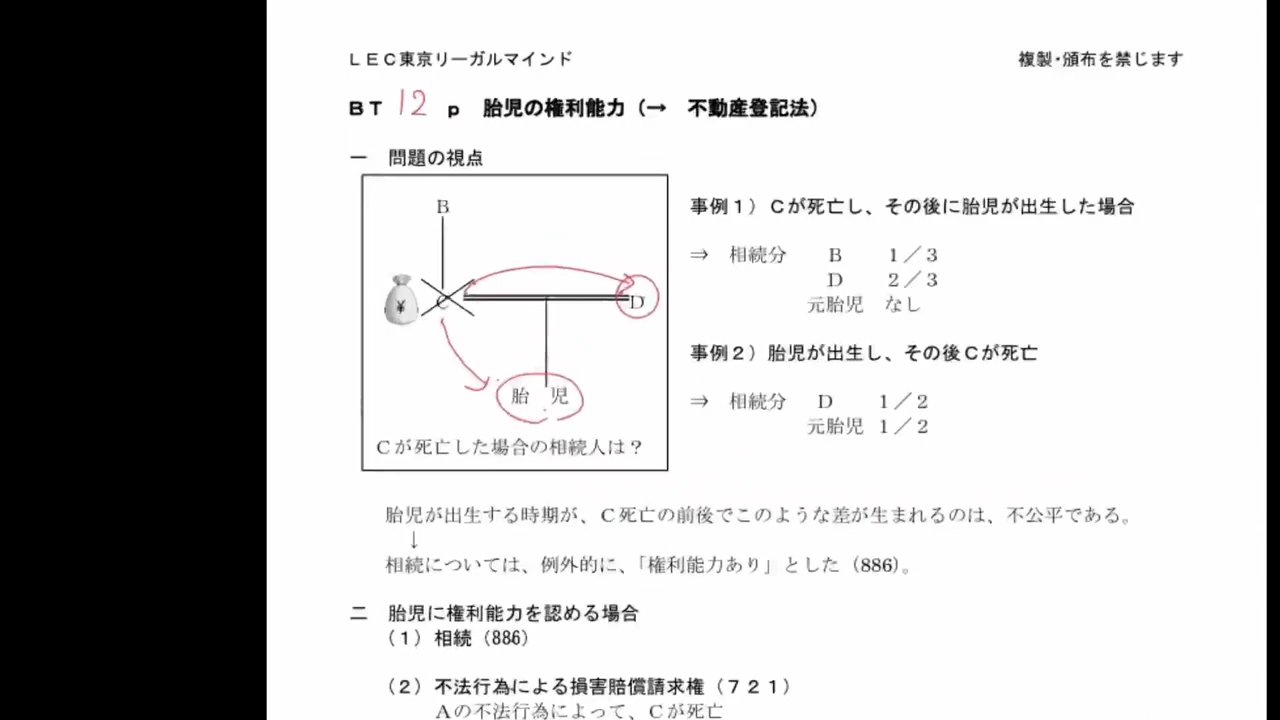 ＬＥＣ東京リーガルマインド
複製・頒布を禁じます
ＢＴ 12 ｐ 胎児の権利能力（→ 不動産登記法）
一 問題の視点
Ｂ
¥
Ｃ
Ｄ
胎 児
Ｃが死亡した場合の相続人は？
事例１）Ｃが死亡し、その後に胎児が出生した場合
⇒ 相続分 Ｂ １／３
Ｄ ２／３
元胎児 なし
事例２）胎児が出生し、その後Ｃが死亡
⇒ 相続分 Ｄ １／２
元胎児 １／２
胎児が出生する時期が、Ｃ死亡の前後でこのような差が生まれるのは、不公平である。
↓
相続については、例外的に、「権利能力あり」とした（886）。
二 胎児に権利能力を認める場合
（１）相続（886）
（２）不法行為による損害賠償請求権（７２１）
Ａの不法行為によって、Ｃが死亡